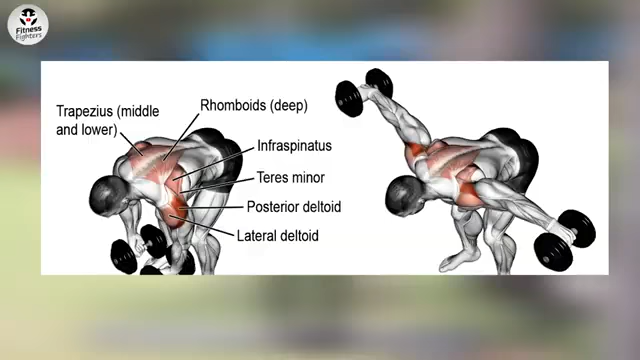 Fitness
Fighters
Trapezius (middle
and lower)
Rhomboids (deep)
Infraspinatus
Teres minor
Posterior deltoid
Lateral deltoid